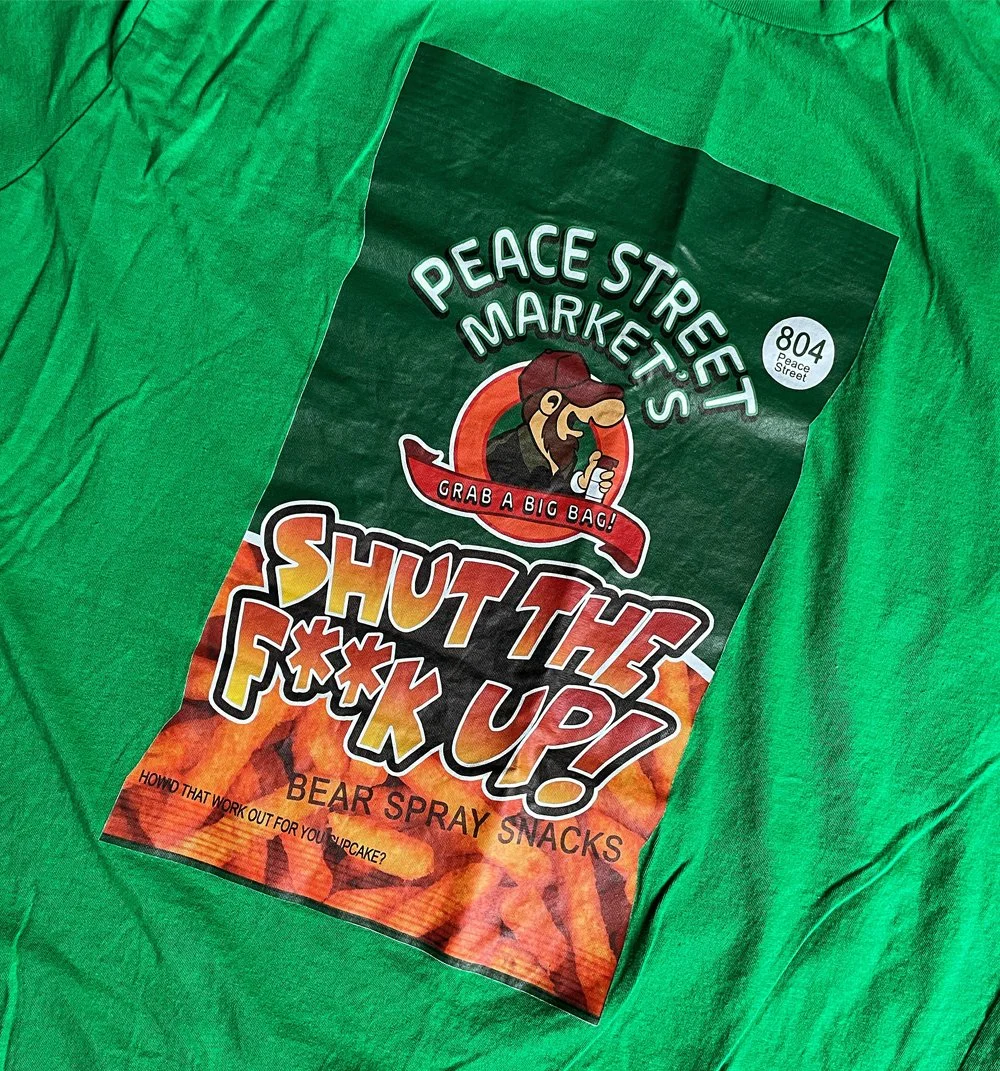 PEACE STREET
MARKET'S
804
Peace
Street
GRAB A BIG BAG!
SHUT THE
F**K UP!
BEAR SPRAY SNACKS
HOW'D THAT WORK OUT FOR YOU CUPCAKE?